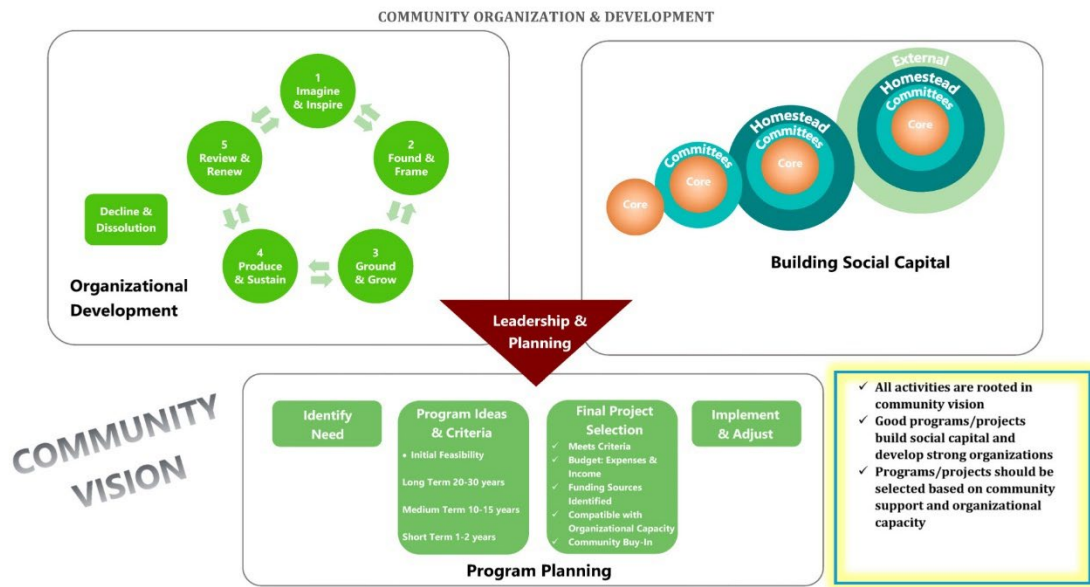 COMMUNITY ORGANIZATION & DEVELOPMENT
1
Imagine
& Inspire
2
Found &
Frame
3
Ground
& Grow
4
Produce
& Sustain
5
Review &
Renew
Decline &
Dissolution
Organizational
Development
Core
Committees
Core
Homestead
Committees
Core
External
Homestead
Committees
Core
Building Social Capital
Leadership &
Planning
COMMUNITY
VISION
Identify
Need
Program Ideas
& Criteria
• Initial Feasibility
Long Term 20-30 years
Medium Term 10-15 years
Short Term 1-2 years
Final Project
Selection
✓ Meets Criteria
✓ Budget: Expenses &
Income
✓ Funding Sources
Identified
✓ Compatible with
Organizational Capacity
✓ Community Buy-In
Implement
& Adjust
Program Planning
✓ All activities are rooted in
community vision
✓ Good programs/projects
build social capital and
develop strong organizations
✓ Programs/projects should be
selected based on community
support and organizational
capacity